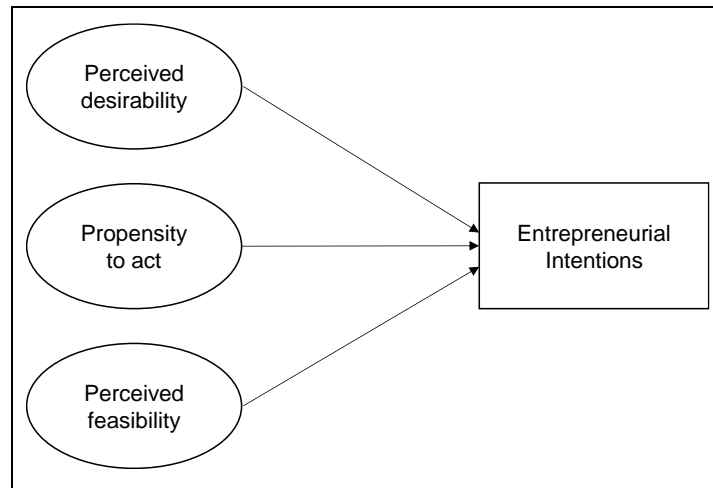 Perceived
desirability
Propensity
to act
Entrepreneurial
Intentions
Perceived
feasibility